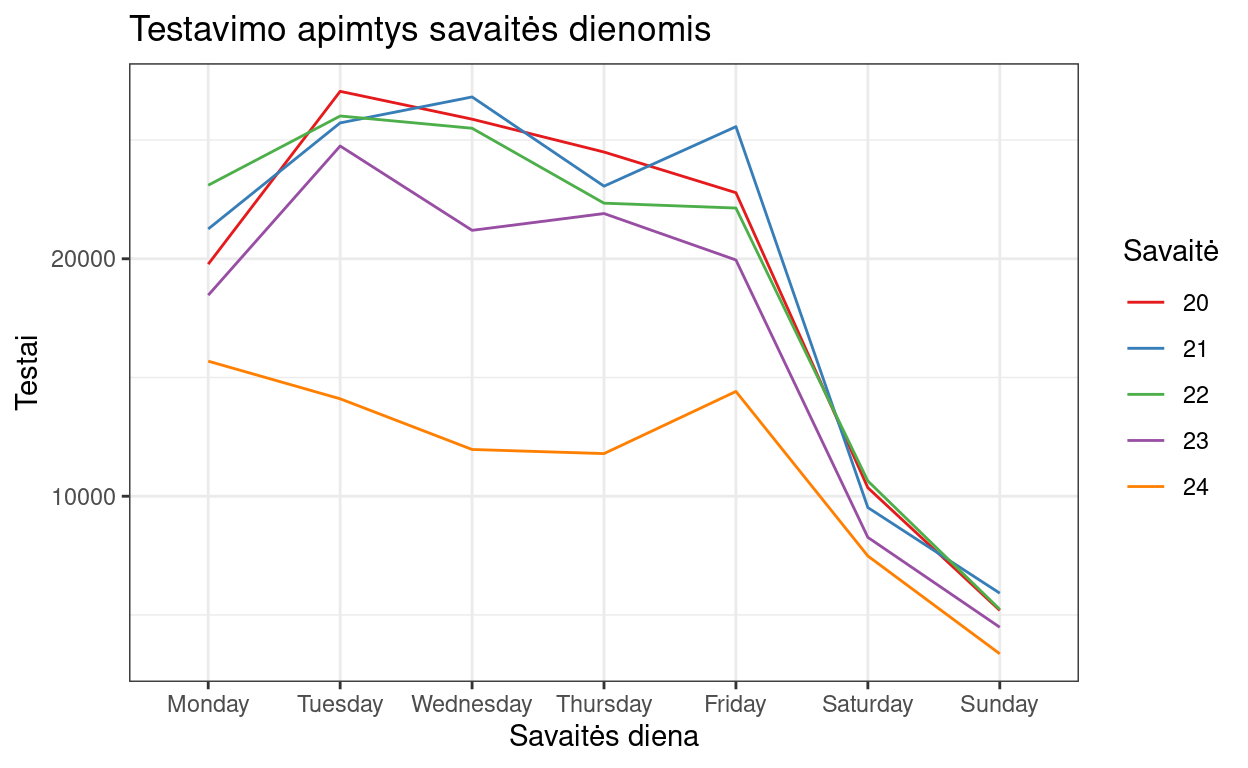 Testavimo apimtys savaitės dienomis
Testai
20000
10000
Monday Tuesday Wednesday Thursday Friday Saturday Sunday
Savaitės diena
Savaitė
20
21
22
23
24